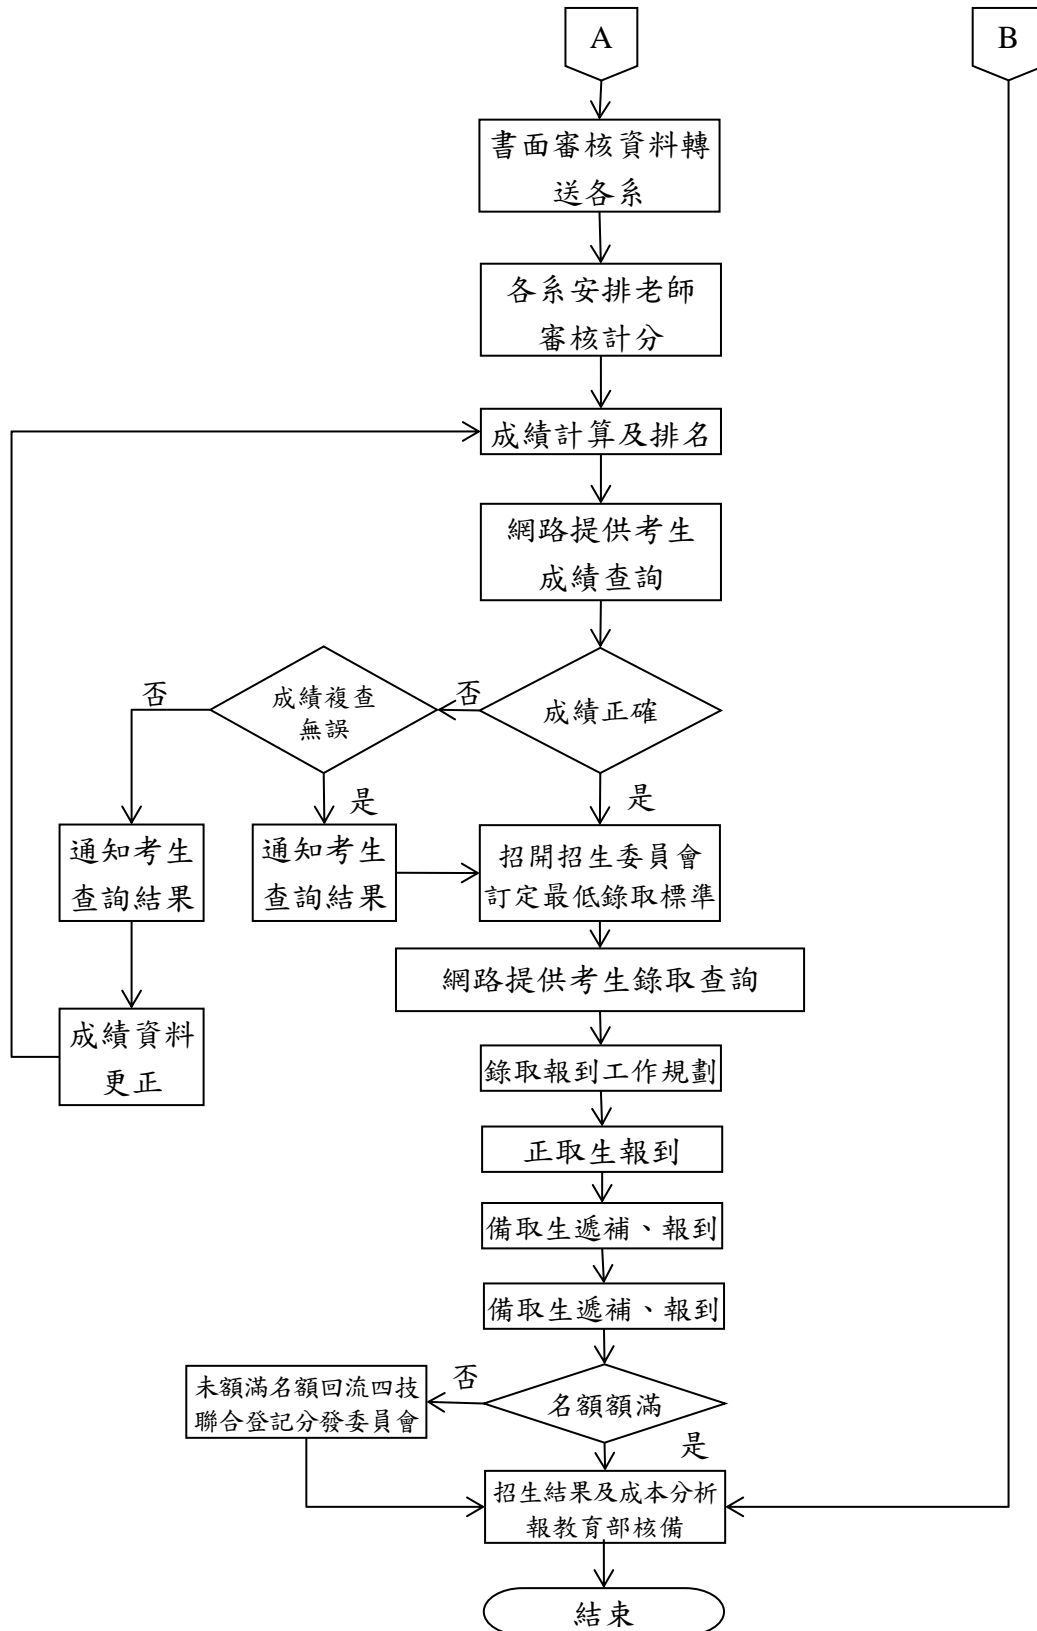 A
B
書面審核資料轉
送各系
各系安排老師
審核計分
成績計算及排名
網路提供考生
成績查詢
成績正確
否
成績複查
無誤
否
是
是
通知考生
查詢結果
通知考生
查詢結果
招開招生委員會
訂定最低錄取標準
網路提供考生錄取查詢
成績資料
更正
錄取報到工作規劃
正取生報到
備取生遞補、報到
備取生遞補、報到
名額額滿
否
未額滿名額回流四技
聯合登記分發委員會
是
招生結果及成本分析
報教育部核備
結束